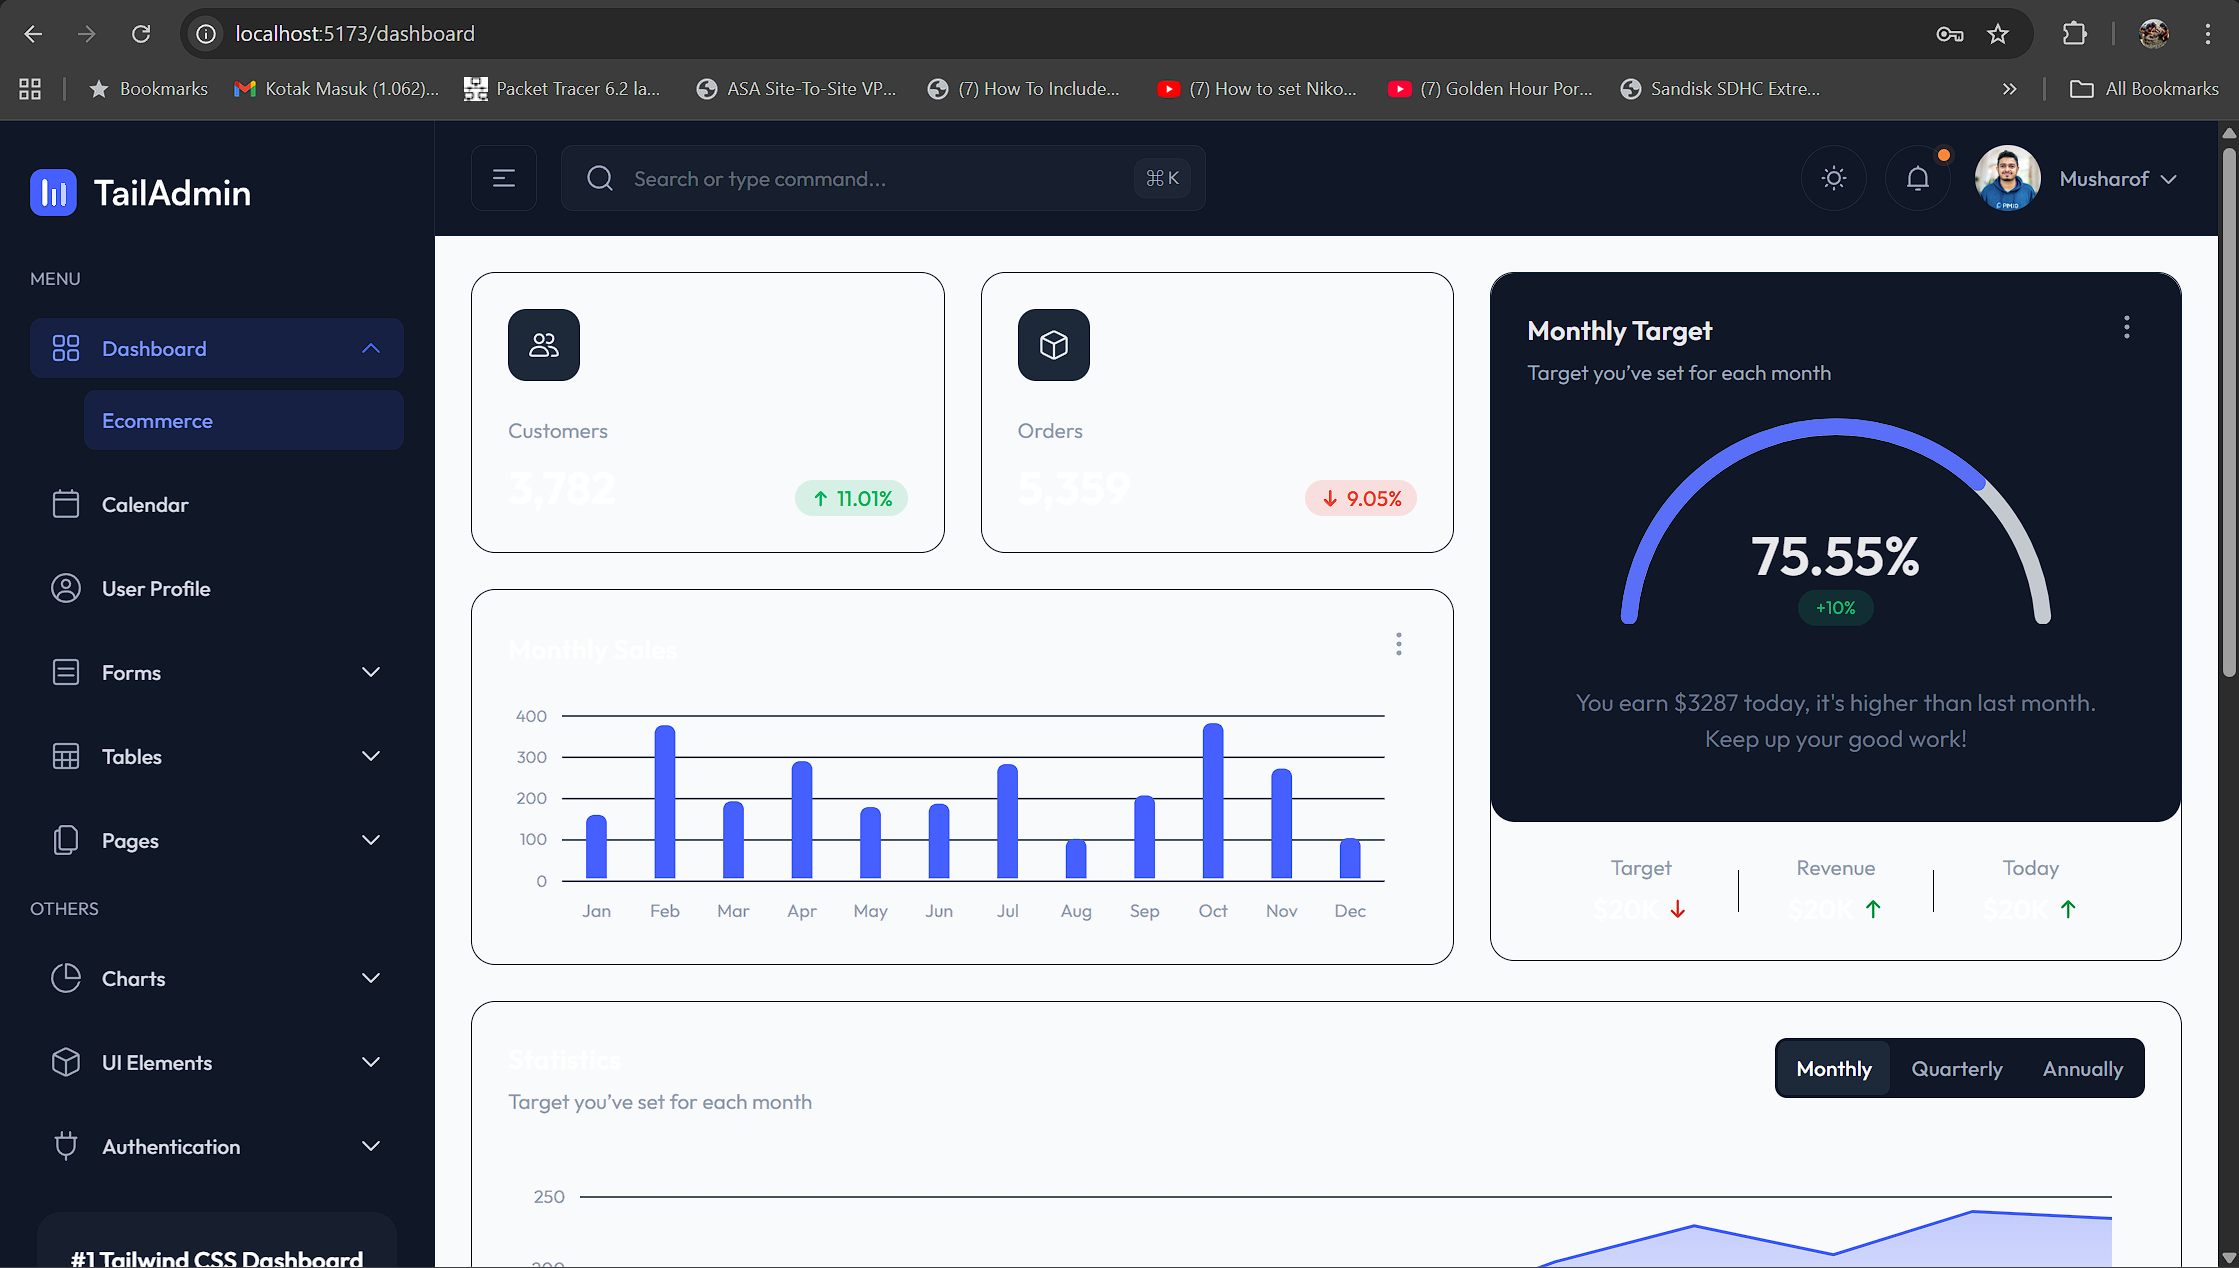 localhost:5173/dashboard
Bookmarks
Kotak Masuk (1.062)...
Packet Tracer 6.2 la...
ASA Site-To-Site VP...
(7) How To Include...
(7) How to set Niko...
(7) Golden Hour Por...
Sandisk SDHC Extre...
All Bookmarks
TailAdmin
Search or type command...
⌘K
Musharof
MENU
Dashboard
Ecommerce
Calendar
User Profile
Forms
Tables
Pages
OTHERS
Charts
UI Elements
Authentication
#1 Tailwind CSS Dashboard
Customers
3,782
11.01%
Orders
5,359
9.05%
Monthly Sales
400
300
200
100
0
Jan Feb Mar Apr May Jun Jul Aug Sep Oct Nov Dec
Monthly Target
Target you've set for each month
75.55%
+10%
You earn $3287 today, it's higher than last month.
Keep up your good work!
Target
$20K
Revenue
$20K
Today
$20K
Statistics
Target you've set for each month
Monthly Quarterly Annually
250